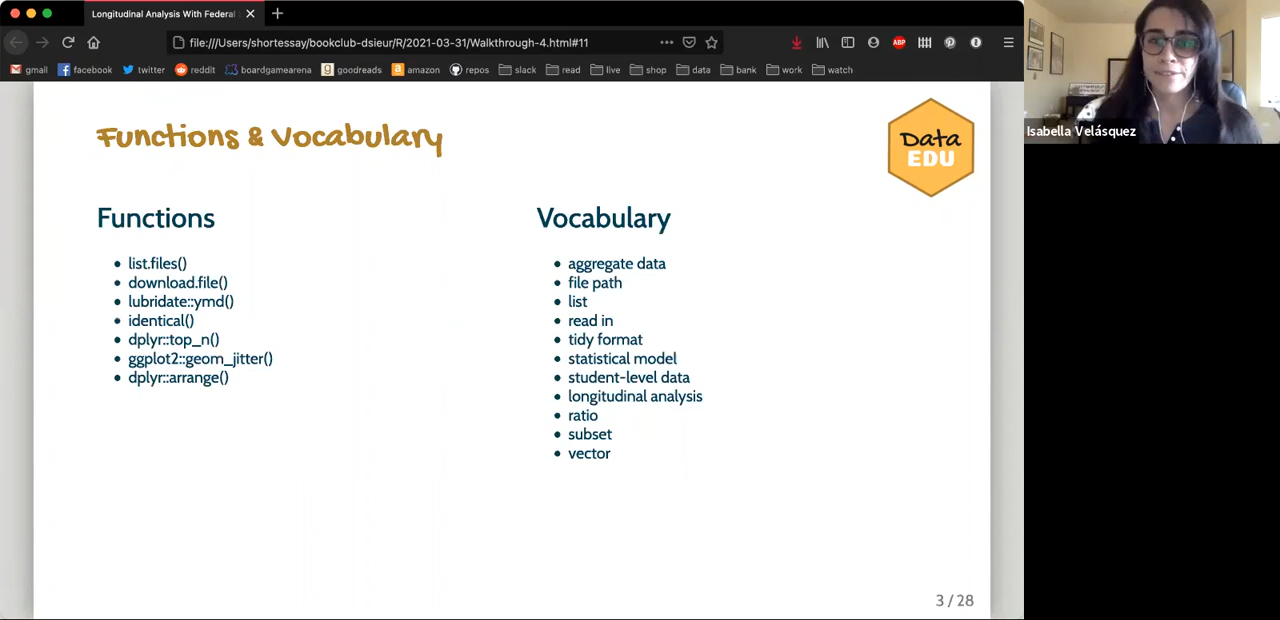 Longitudinal Analysis With Federal
file:///Users/shortessay/bookclub-dsieur/R/2021-03-31/Walkthrough-4.html#11
ABP
gmail facebook twitter reddit boardgamearena goodreads amazon repos slack read live shop data bank work watch
Isabella Velásquez
Functions & Vocabulary
Data
EDU
Functions
list.files()
download.file()
lubridate::ymd()
identical()
dplyr::top_n()
ggplot2::geom_jitter()
dplyr::arrange()
Vocabulary
aggregate data
file path
list
read in
tidy format
statistical model
student-level data
longitudinal analysis
ratio
subset
vector
3 / 28